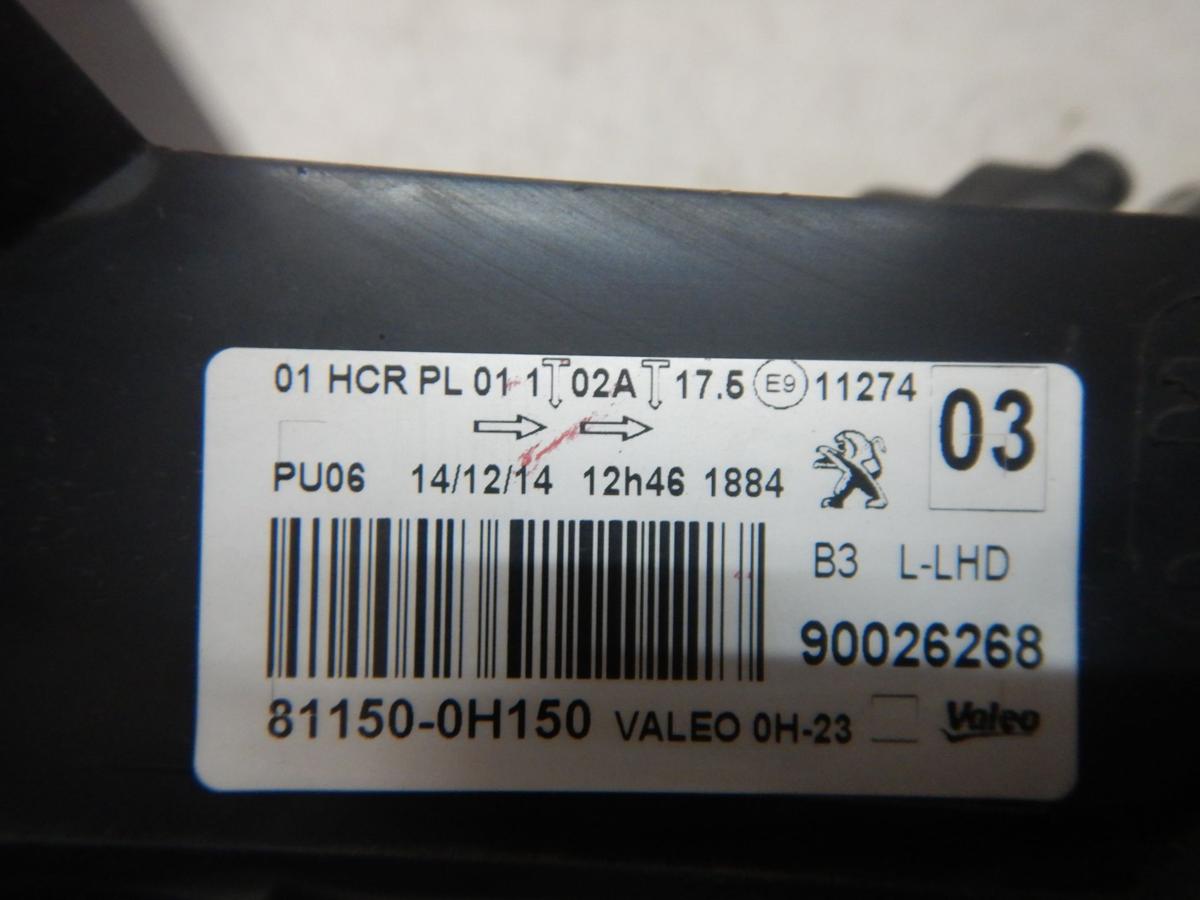 01 HCR PL 01 1 02A 17.5 E9 11274
03
PU06 14/12/14 12h46 1884
B3 L-LHD
90026268
81150-0H150 VALEO 0H-23 Valeo